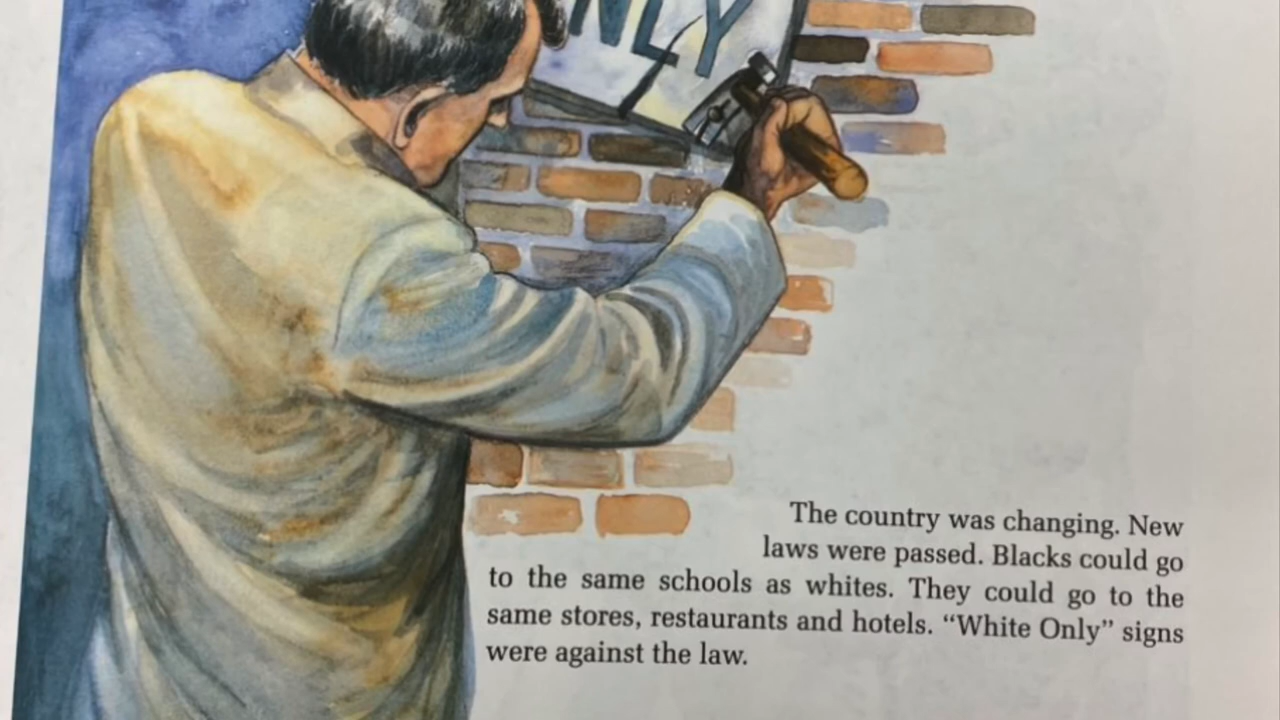 NLY
The country was changing. New
laws were passed. Blacks could go
to the same schools as whites. They could go to the
same stores, restaurants and hotels. “White Only” signs
were against the law.